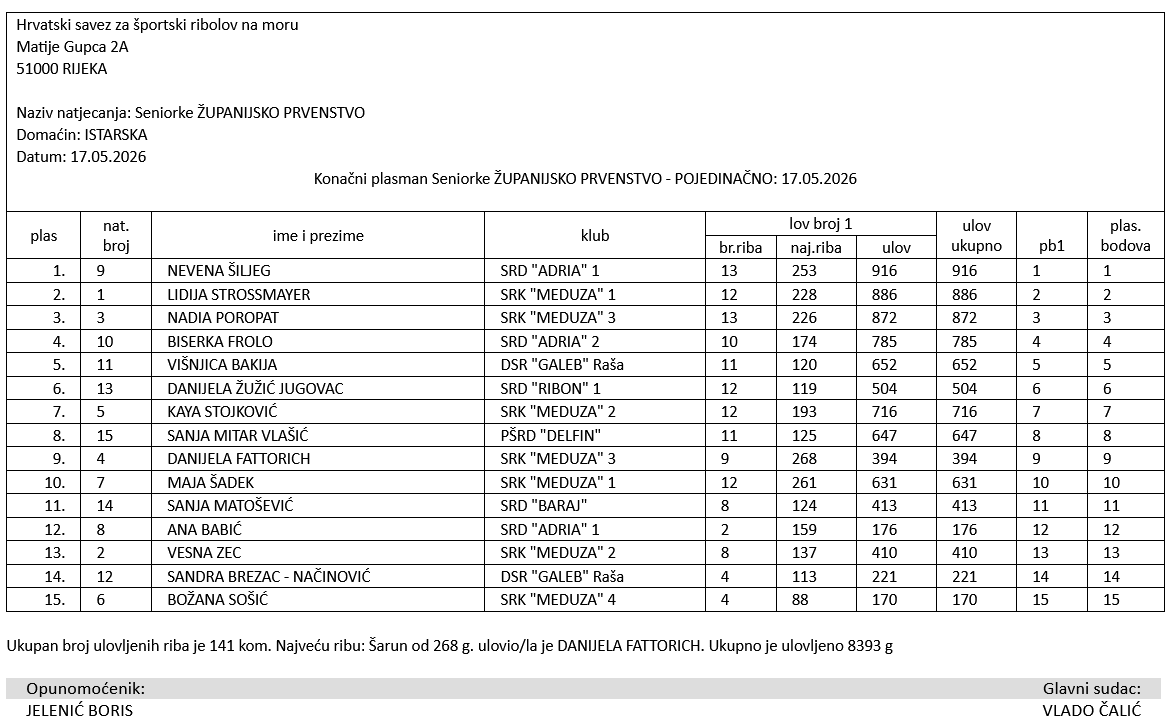 Hrvatski savez za športski ribolov na moru
Matije Gupca 2A
51000 RIJEKA
Naziv natjecanja: Seniorke ŽUPANIJSKO PRVENSTVO
Domaćin: ISTARSKA
Datum: 17.05.2026
Konačni plasman Seniorke ŽUPANIJSKO PRVENSTVO - POJEDINAČNO: 17.05.2026
plas nat. broj ime i prezime klub lov broj 1 ulov ukupno pb1 plas. bodova
br.riba naj.riba ulov
1. 9 NEVENA ŠILJEG SRD "ADRIA" 1 13 253 916 916 1 1
2. 1 LIDIJA STROSSMAYER SRK "MEDUZA" 1 12 228 886 886 2 2
3. 3 NADIA POROPAT SRK "MEDUZA" 3 13 226 872 872 3 3
4. 10 BISERKA FROLO SRD "ADRIA" 2 10 174 785 785 4 4
5. 11 VIŠNJICA BAKIJA DSR "GALEB" Raša 11 120 652 652 5 5
6. 13 DANIJELA ŽUŽIĆ JUGOVAC SRD "RIBON" 1 12 119 504 504 6 6
7. 5 KAYA STOJKOVIĆ SRK "MEDUZA" 2 12 193 716 716 7 7
8. 15 SANJA MITAR VLAŠIĆ PŠRD "DELFIN" 11 125 647 647 8 8
9. 4 DANIJELA FATTORICH SRK "MEDUZA" 3 9 268 394 394 9 9
10. 7 MAJA ŠADEK SRK "MEDUZA" 1 12 261 631 631 10 10
11. 14 SANJA MATOŠEVIĆ SRD "BARAJ" 8 124 413 413 11 11
12. 8 ANA BABIĆ SRD "ADRIA" 1 2 159 176 176 12 12
13. 2 VESNA ZEC SRK "MEDUZA" 2 8 137 410 410 13 13
14. 12 SANDRA BREZAC - NAČINOVIĆ DSR "GALEB" Raša 4 113 221 221 14 14
15. 6 BOŽANA SOŠIĆ SRK "MEDUZA" 4 4 88 170 170 15 15
Ukupan broj ulovljenih riba je 141 kom. Najveću ribu: Šarun od 268 g. ulovio/la je DANIJELA FATTORICH. Ukupno je ulovljeno 8393 g
Opunomoćenik: Glavni sudac:
JELENIĆ BORIS VLADO ČALIĆ